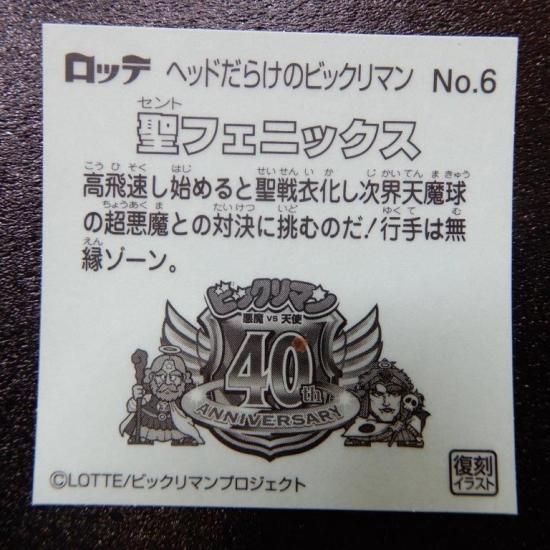 ロッテ ヘッドだらけのビックリマン No.6
セント
聖フェニックス
こうひそく はじ せいせんいか じかいてんまきゅう
高飛速し始めると聖戦衣化し次界天魔球
ちょうあくま たいけつ いど ゆくて む
の超悪魔との対決に挑むのだ!行手は無
えん
縁ゾーン。
ビックリマン
悪魔 VS 天使
40th
ANNIVERSARY
©LOTTE/ビックリマンプロジェクト
復刻
イラスト